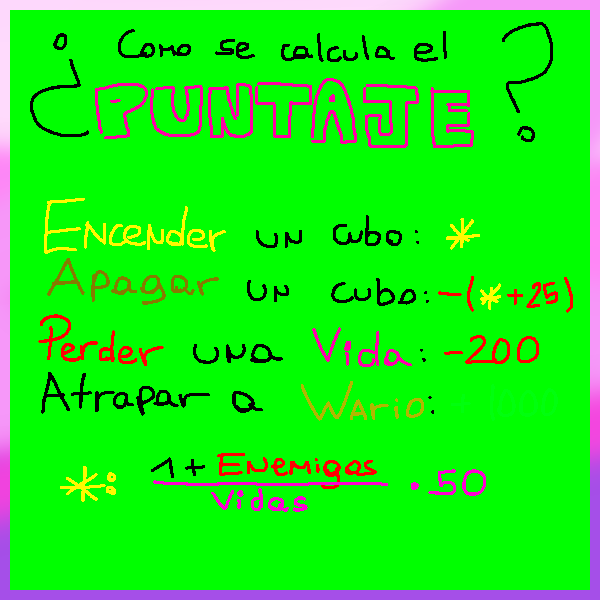 ¿Como se calcula el
PUNTAJE?
Encender un cubo: *
Apagar un cubo: -(*+25)
Perder una Vida: -200
Atrapar a Wario:
*: 1 + Enemigos / Vidas · 50